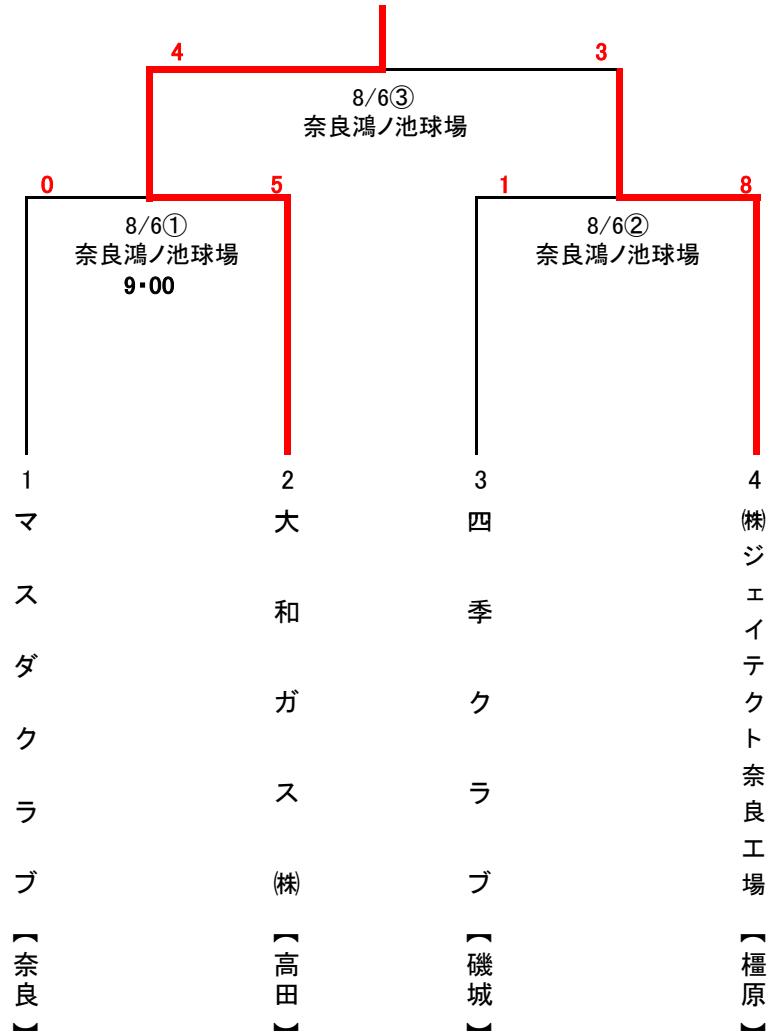 4
3
8/6③
奈良鴻ノ池球場
0
5
1
8
8/6①
奈良鴻ノ池球場
9・00
8/6②
奈良鴻ノ池球場
1
マスダクラブ【奈良】
2
大和ガス㈱【高田】
3
四季クラブ【磯城】
4
㈱ジェイテクト奈良工場【橿原】